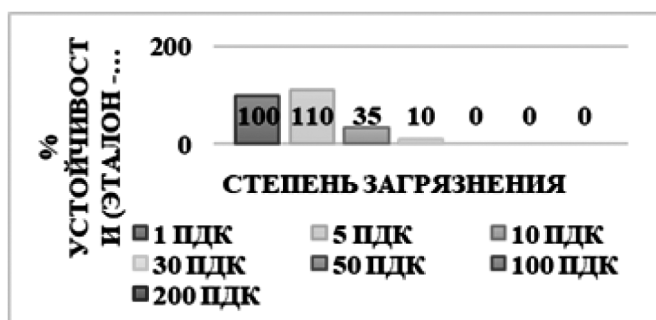 200
0
%
УСТОЙЧИВОСТ
И (ЭТАЛОН -...
100 110 35 10 0 0 0
СТЕПЕНЬ ЗАГРЯЗНЕНИЯ
1 ПДК 5 ПДК 10 ПДК
30 ПДК 50 ПДК 100 ПДК
200 ПДК